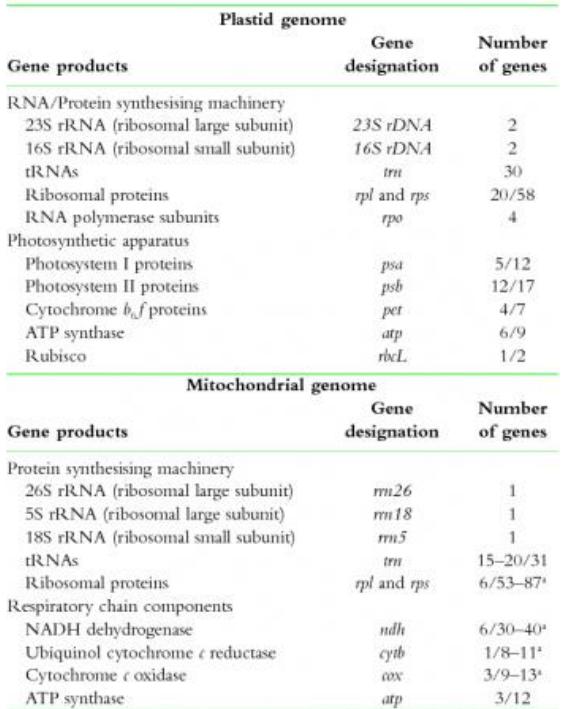 Plastid genome
Gene Number
Gene products designation of genes
RNA/Protein synthesising machinery
23S rRNA (ribosomal large subunit) 23S rDNA 2
16S rRNA (ribosomal small subunit) 16S rDNA 2
tRNAs trn 30
Ribosomal proteins rpl and rps 20/58
RNA polymerase subunits rpo 4
Photosynthetic apparatus
Photosystem I proteins psa 5/12
Photosystem II proteins psb 12/17
Cytochrome b₆f proteins pet 4/7
ATP synthase atp 6/9
Rubisco rbcL 1/2
Mitochondrial genome
Gene Number
Gene products designation of genes
Protein synthesising machinery
26S rRNA (ribosomal large subunit) rrn26 1
5S rRNA (ribosomal large subunit) rrn18 1
18S rRNA (ribosomal small subunit) rrn5 1
tRNAs trn 15–20/31
Ribosomal proteins rpl and rps 6/53–87ᵃ
Respiratory chain components
NADH dehydrogenase ndh 6/30–40ᵃ
Ubiquinol cytochrome c reductase cytb 1/8–11ᵃ
Cytochrome c oxidase cox 3/9–13ᵃ
ATP synthase atp 3/12